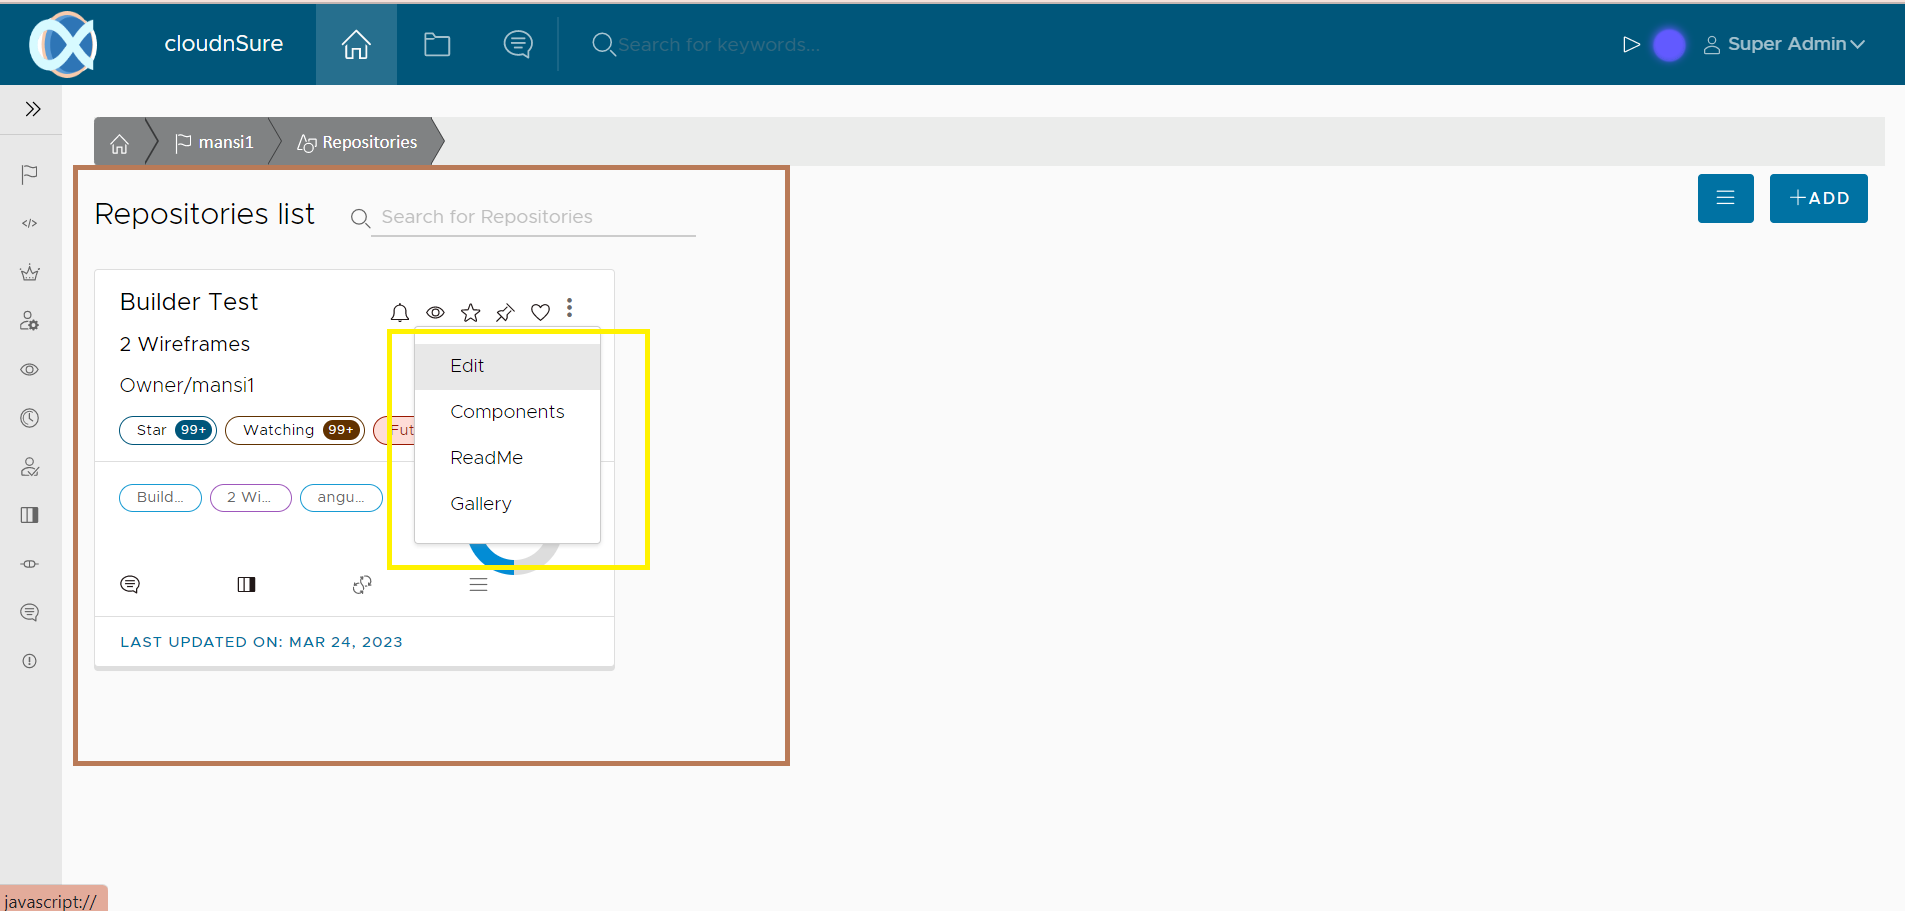 cloudnSure
Search for keywords...
Super Admin
mansi1
Repositories
Repositories list
Search for Repositories
ADD
Builder Test
2 Wireframes
Owner/mansi1
Star 99+
Watching 99+
Fut
Edit
Components
ReadMe
Gallery
Build...
2 Wi...
angu...
LAST UPDATED ON: MAR 24, 2023
javascript://